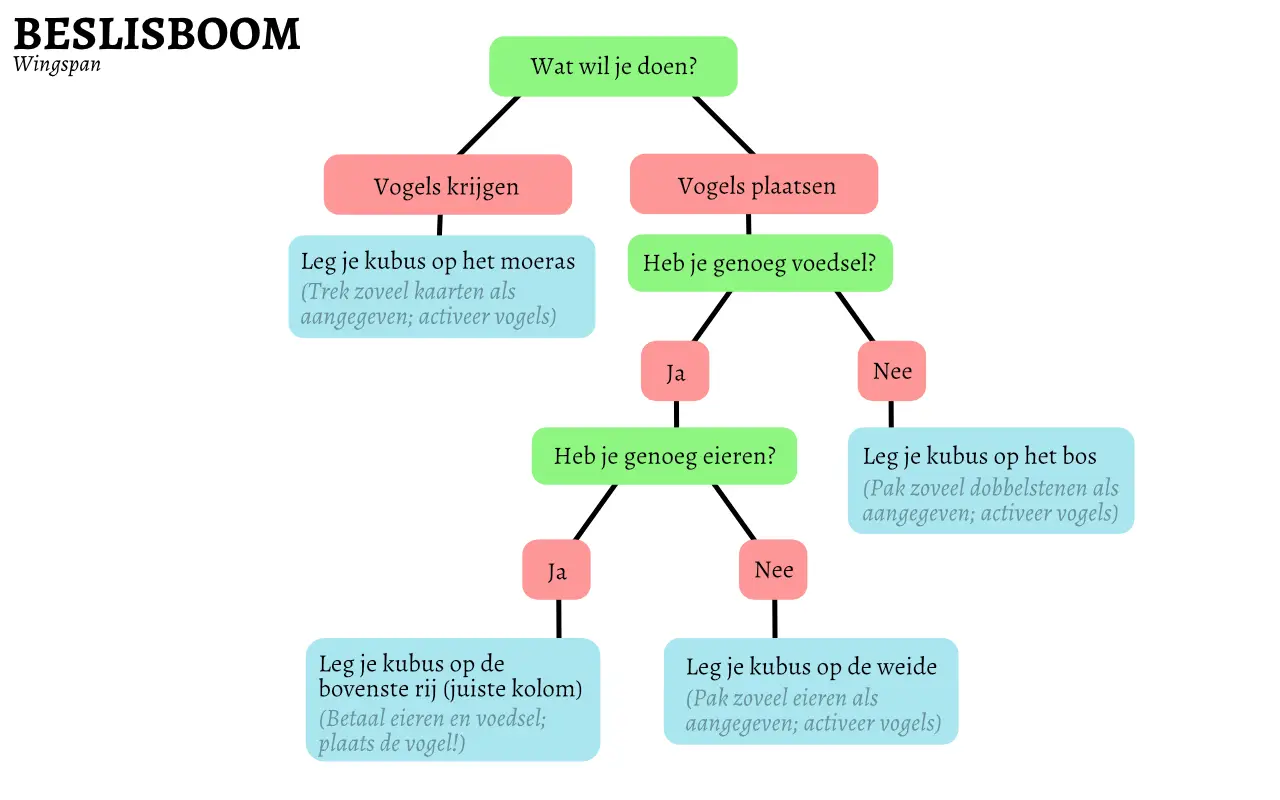 BESLISBOOM
Wingspan
Wat wil je doen?
Vogels krijgen
Vogels plaatsen
Leg je kubus op het moeras
(Trek zoveel kaarten als
aangegeven; activeer vogels)
Heb je genoeg voedsel?
Ja
Nee
Heb je genoeg eieren?
Leg je kubus op het bos
(Pak zoveel dobbelstenen als
aangegeven; activeer vogels)
Ja
Nee
Leg je kubus op de
bovenste rij (juiste kolom)
(Betaal eieren en voedsel;
plaats de vogel!)
Leg je kubus op de weide
(Pak zoveel eieren als
aangegeven; activeer vogels)